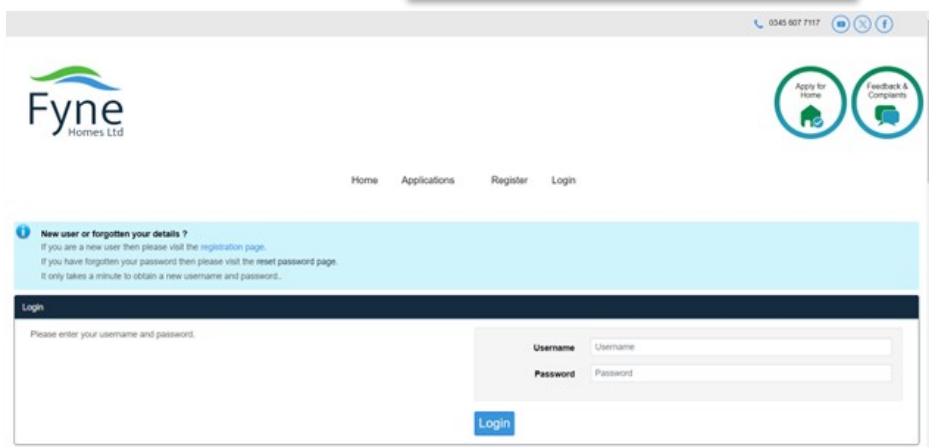 0345 607 7117
Fyne
Homes Ltd
Apply for
Home
Feedback &
Complaints
Home Applications Register Login
New user or forgotten your details ?
If you are a new user then please visit the registration page.
If you have forgotten your password then please visit the reset password page.
It only takes a minute to obtain a new username and password..
Login
Please enter your username and password.
Username Username
Password Password
Login